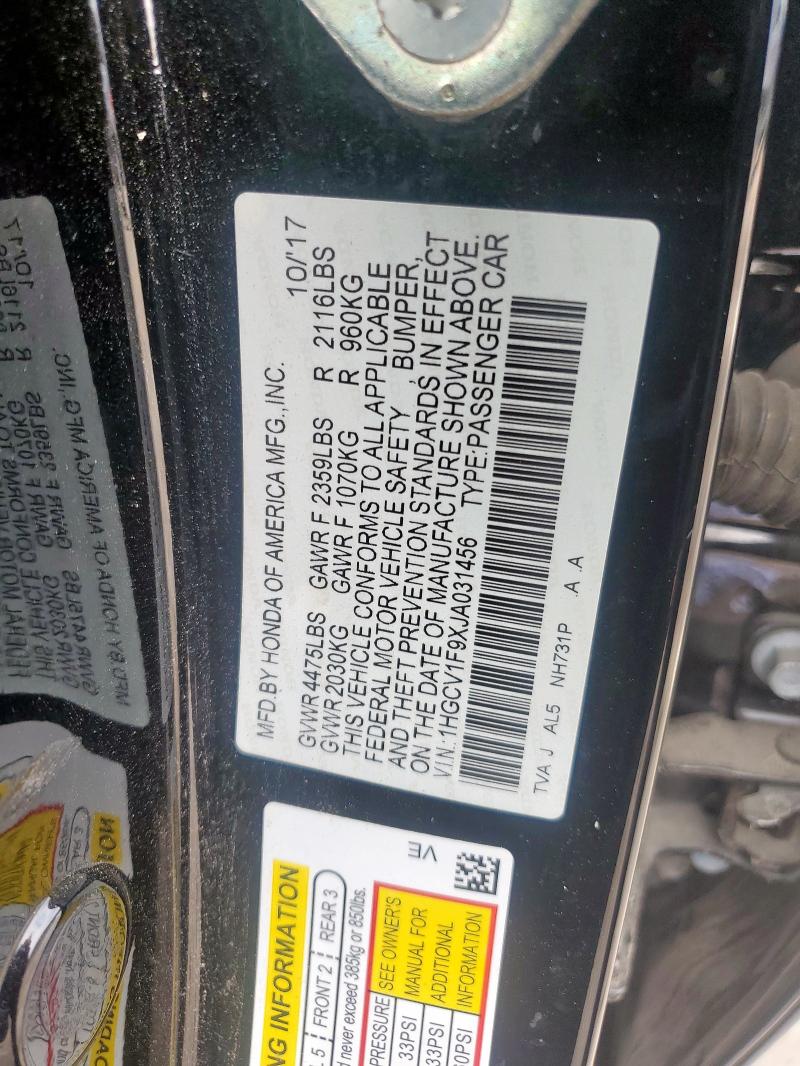 MFD.BY HONDA OF AMERICA MFG.,INC. 10/'17
GVWR 4475LBS GAWR F 2359LBS R 2116LBS
GVWR 2030KG GAWR F 1070KG R 960KG
THIS VEHICLE CONFORMS TO ALL APPLICABLE
FEDERAL MOTOR VEHICLE SAFETY, BUMPER,
AND THEFT PREVENTION STANDARDS IN EFFECT
ON THE DATE OF MANUFACTURE SHOWN ABOVE.
V.I.N.:1HGCV1F9XJA031456 TYPE:PASSENGER CAR
TVA J AL5 NH731P .A .A
INFORMATION
5 FRONT 2 REAR 3
never exceed 385kg or 850lbs.
PRESSURE
33PSI
33PSI
SEE OWNER'S
MANUAL FOR
ADDITIONAL
INFORMATION